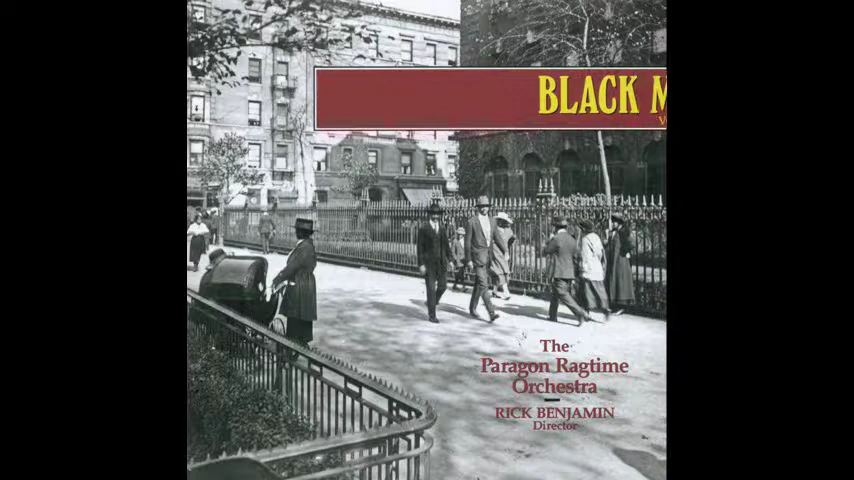 BLACK M
The
Paragon Ragtime
Orchestra
RICK BENJAMIN
Director